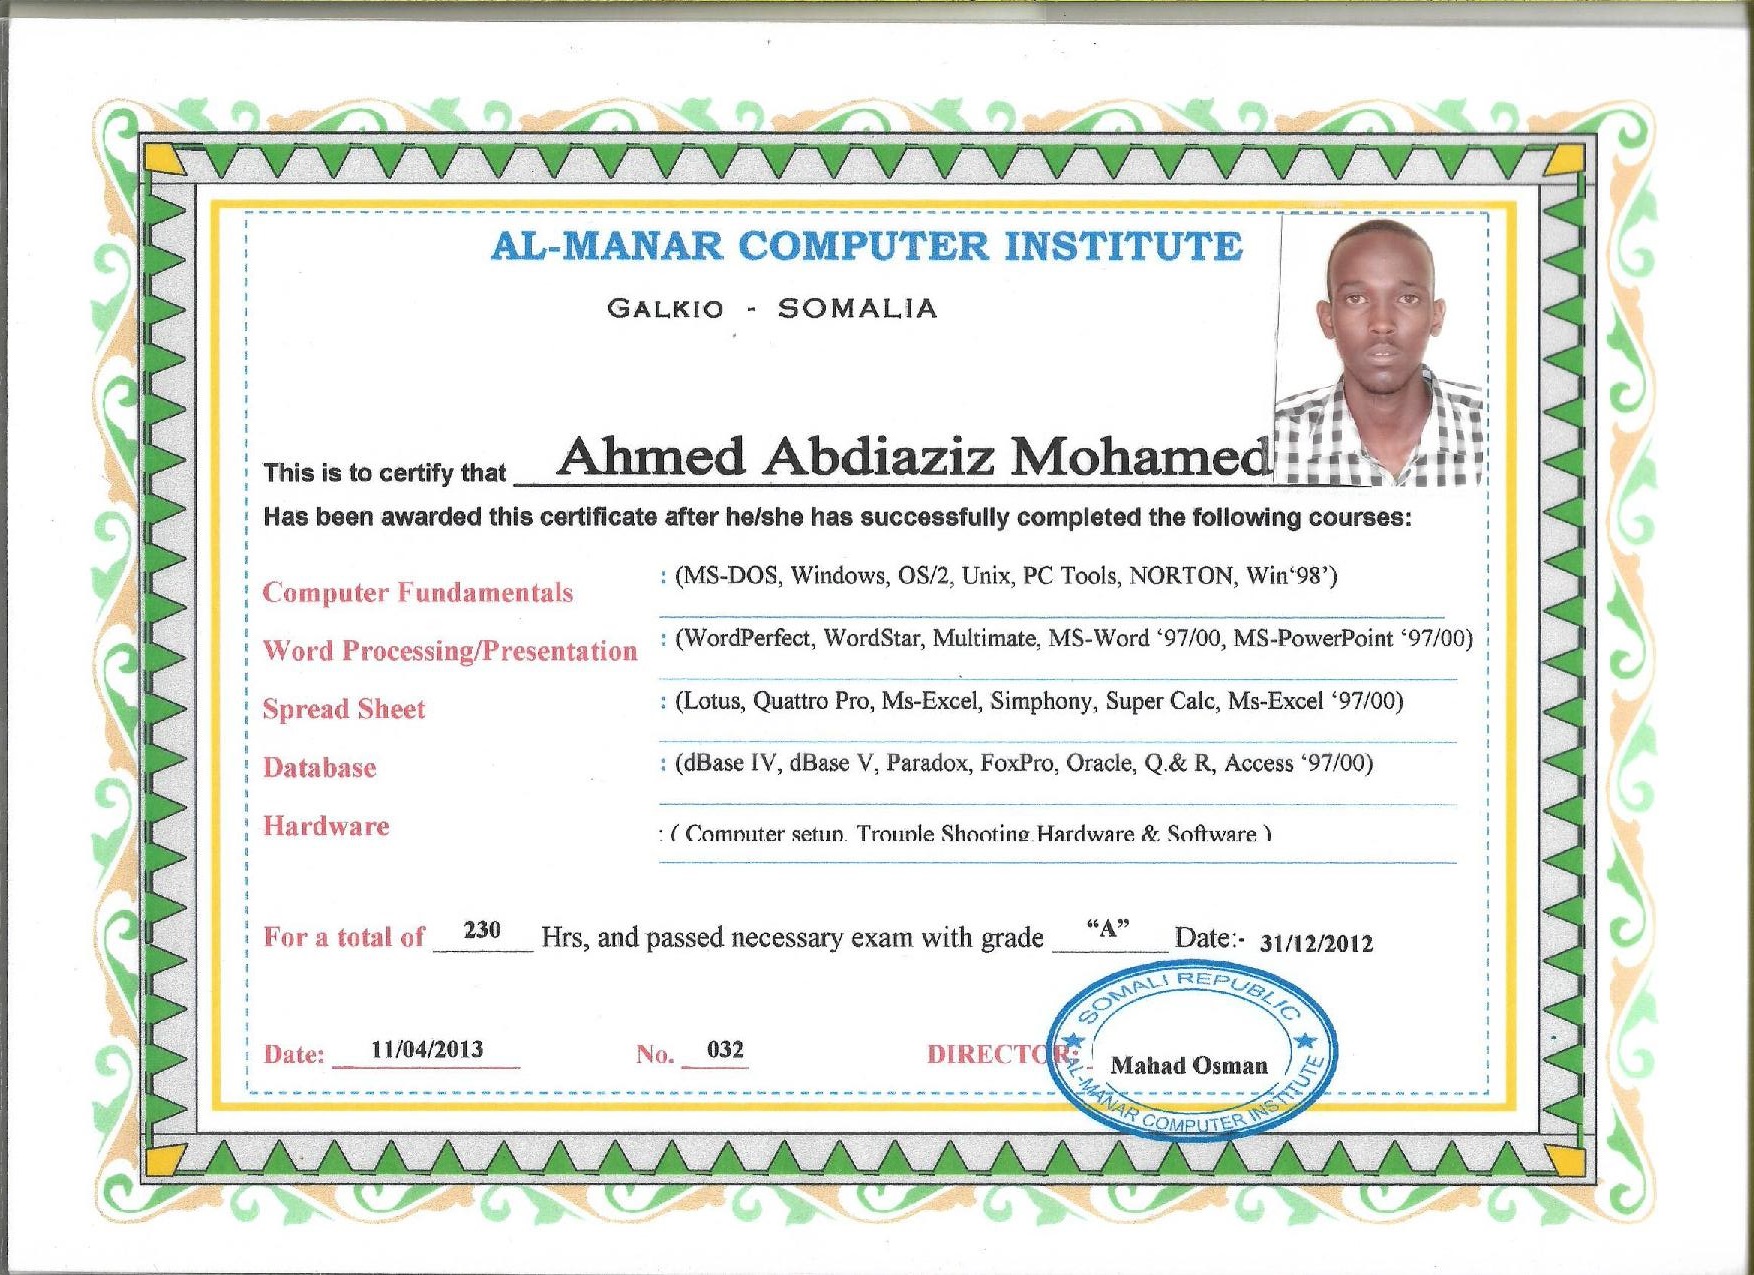 AL-MANAR COMPUTER INSTITUTE
GALKIO - SOMALIA
This is to certify that Ahmed Abdiaziz Mohamed
Has been awarded this certificate after he/she has successfully completed the following courses:
Computer Fundamentals : (MS-DOS, Windows, OS/2, Unix, PC Tools, NORTON, Win‘98’)
Word Processing/Presentation : (WordPerfect, WordStar, Multimate, MS-Word ‘97/00, MS-PowerPoint ‘97/00)
Spread Sheet : (Lotus, Quattro Pro, Ms-Excel, Simphony, Super Calc, Ms-Excel ‘97/00)
Database : (dBase IV, dBase V, Paradox, FoxPro, Oracle, Q.& R, Access ‘97/00)
Hardware : ( Computer setup, Trouple Shooting Hardware & Software )
For a total of 230 Hrs, and passed necessary exam with grade “A” Date:- 31/12/2012
Date: 11/04/2013 No. 032 DIRECTOR: Mahad Osman
SOMALI REPUBLIC
AL-MANAR COMPUTER INSTITUTE